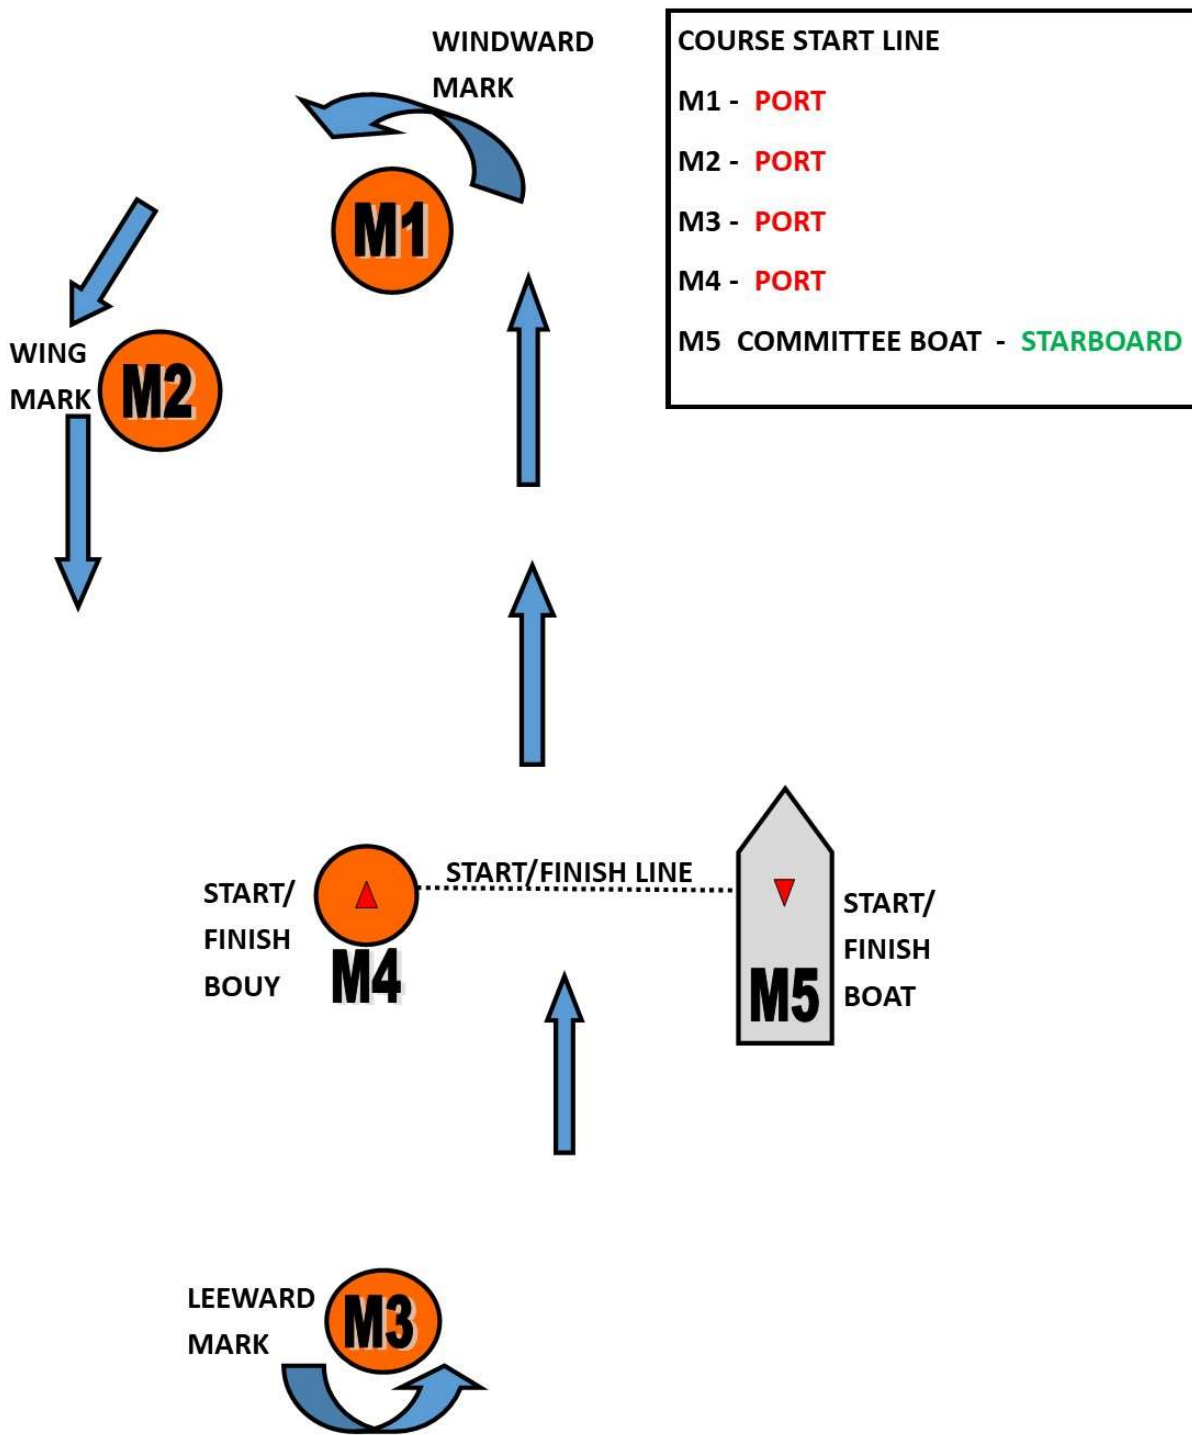 WINDWARD
MARK
COURSE START LINE
M1 - PORT
M2 - PORT
M3 - PORT
M4 - PORT
M5 COMMITTEE BOAT - STARBOARD
M1
WING
MARK
M2
START/FINISH LINE
START/
FINISH
BOUY
M4
START/
FINISH
BOAT
M5
LEEWARD
MARK
M3